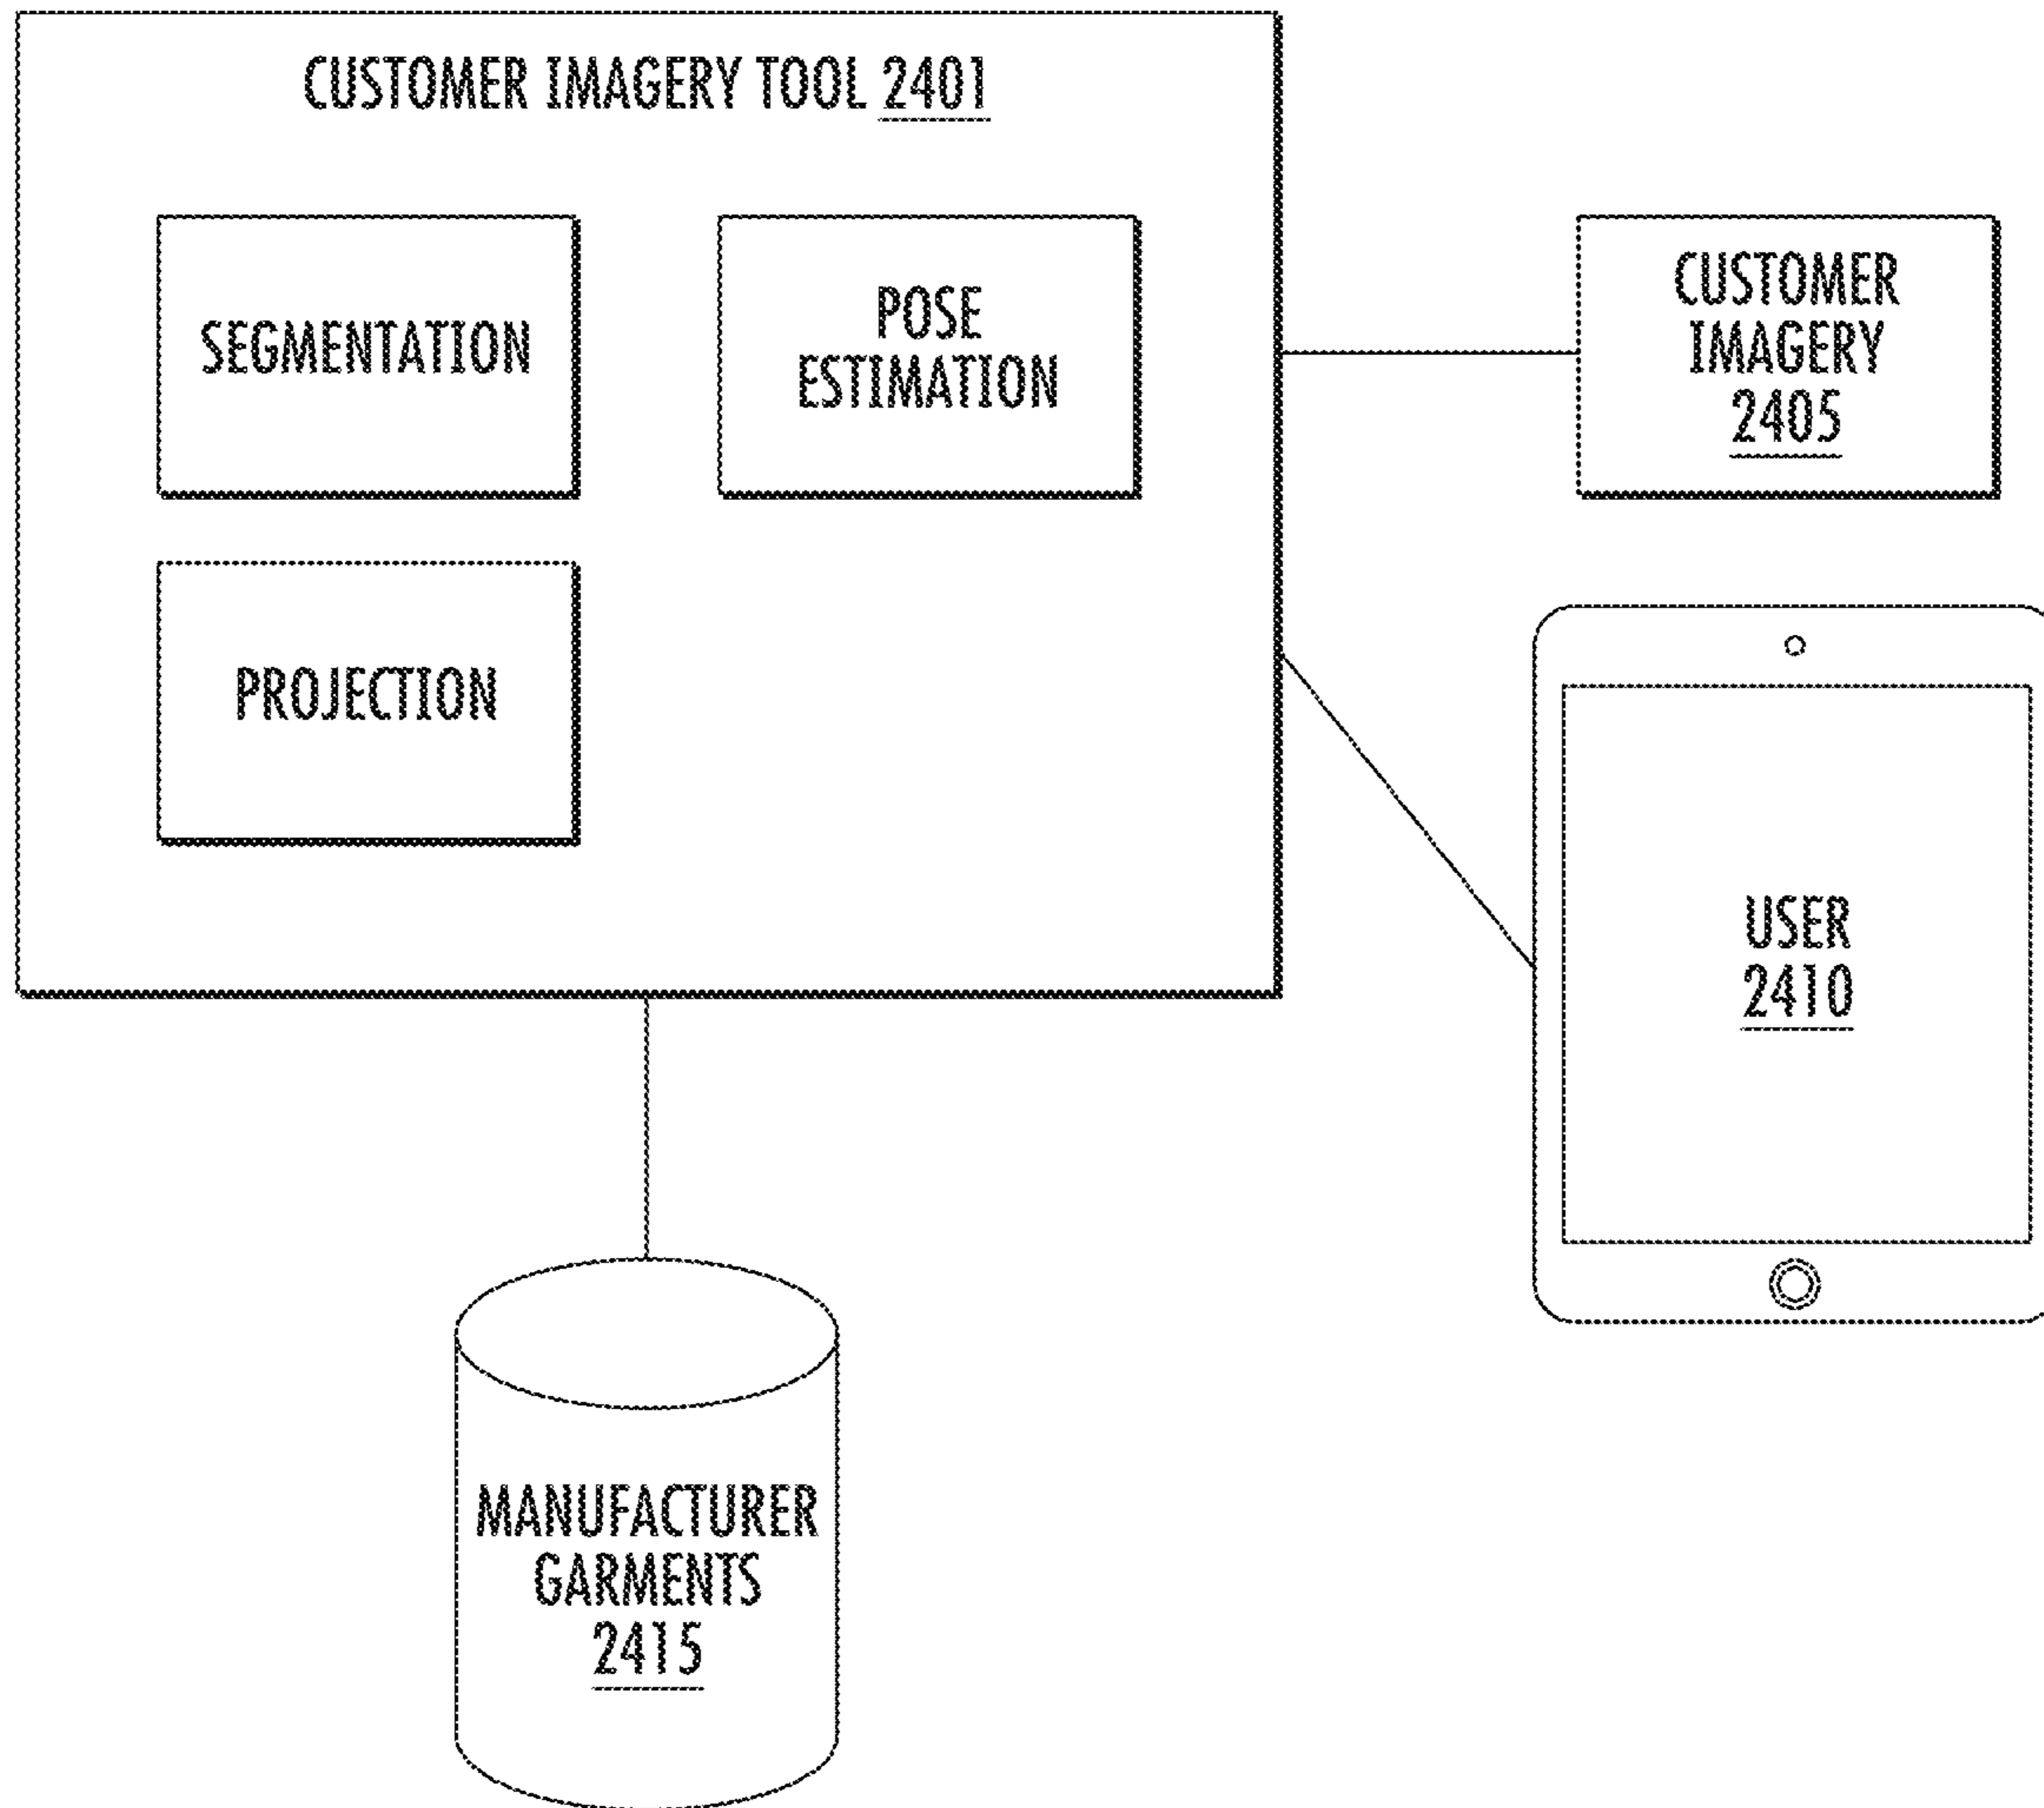 CUSTOMER IMAGERY TOOL 2401
SEGMENTATION
POSE
ESTIMATION
PROJECTION
CUSTOMER
IMAGERY
2405
USER
2410
MANUFACTURER
GARMENTS
2415